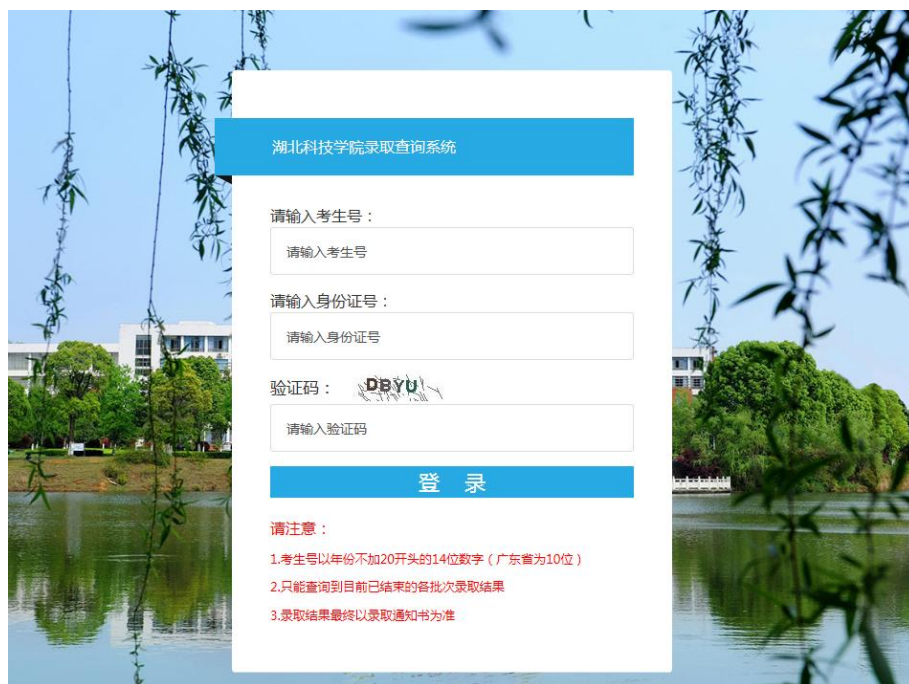 湖北科技学院录取查询系统
请输入考生号：
请输入考生号
请输入身份证号：
请输入身份证号
验证码： DBYU
请输入验证码
登 录
请注意：
1.考生号以年份不加20开头的14位数字（广东省为10位）
2.只能查询到目前已结束的各批次录取结果
3.录取结果最终以录取通知书为准